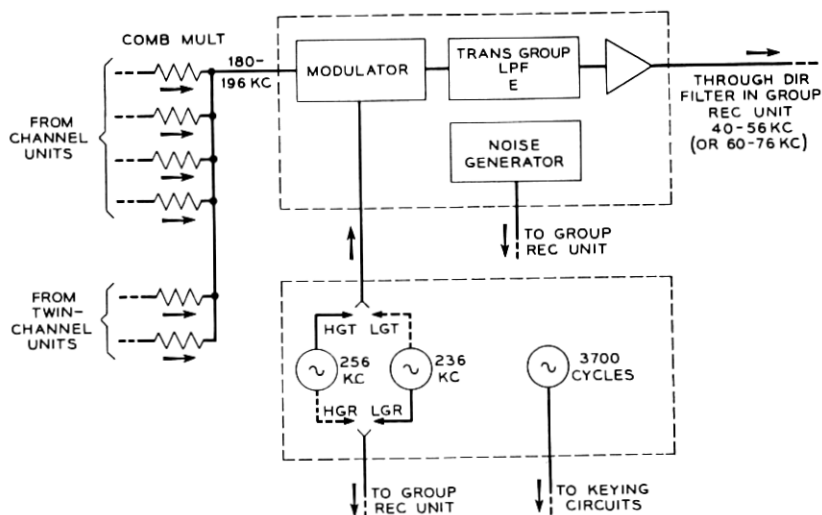 COMB MULT
180-
196 KC
MODULATOR
TRANS GROUP
LPF
E
THROUGH DIR
FILTER IN GROUP
REC UNIT
40-56 KC
(OR 60-76 KC)
FROM
CHANNEL
UNITS
NOISE
GENERATOR
TO GROUP
REC UNIT
FROM
TWIN-
CHANNEL
UNITS
HGT
LGT
~
256
KC
~
236
KC
~
3700
CYCLES
HGR
LGR
TO GROUP
REC UNIT
TO KEYING
CIRCUITS